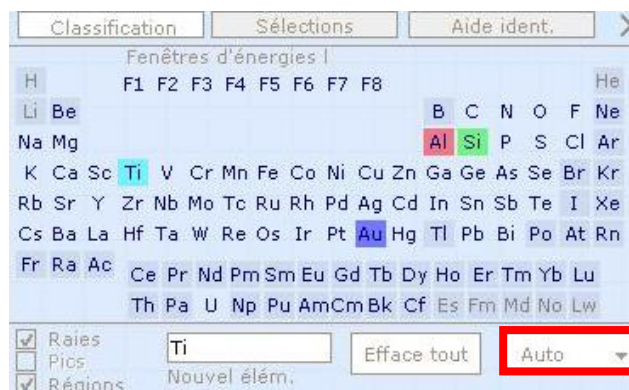 Classification Sélections Aide ident.
Fenêtres d'énergies I
H F1 F2 F3 F4 F5 F6 F7 F8 He
Li Be B C N O F Ne
Na Mg Al Si P S Cl Ar
K Ca Sc Ti V Cr Mn Fe Co Ni Cu Zn Ga Ge As Se Br Kr
Rb Sr Y Zr Nb Mo Tc Ru Rh Pd Ag Cd In Sn Sb Te I Xe
Cs Ba La Hf Ta W Re Os Ir Pt Au Hg Tl Pb Bi Po At Rn
Fr Ra Ac Ce Pr Nd Pm Sm Eu Gd Tb Dy Ho Er Tm Yb Lu
Th Pa U Np Pu Am Cm Bk Cf Es Fm Md No Lw
Raies
Pics
Régions
Ti
Nouvel élém.
Efface tout
Auto